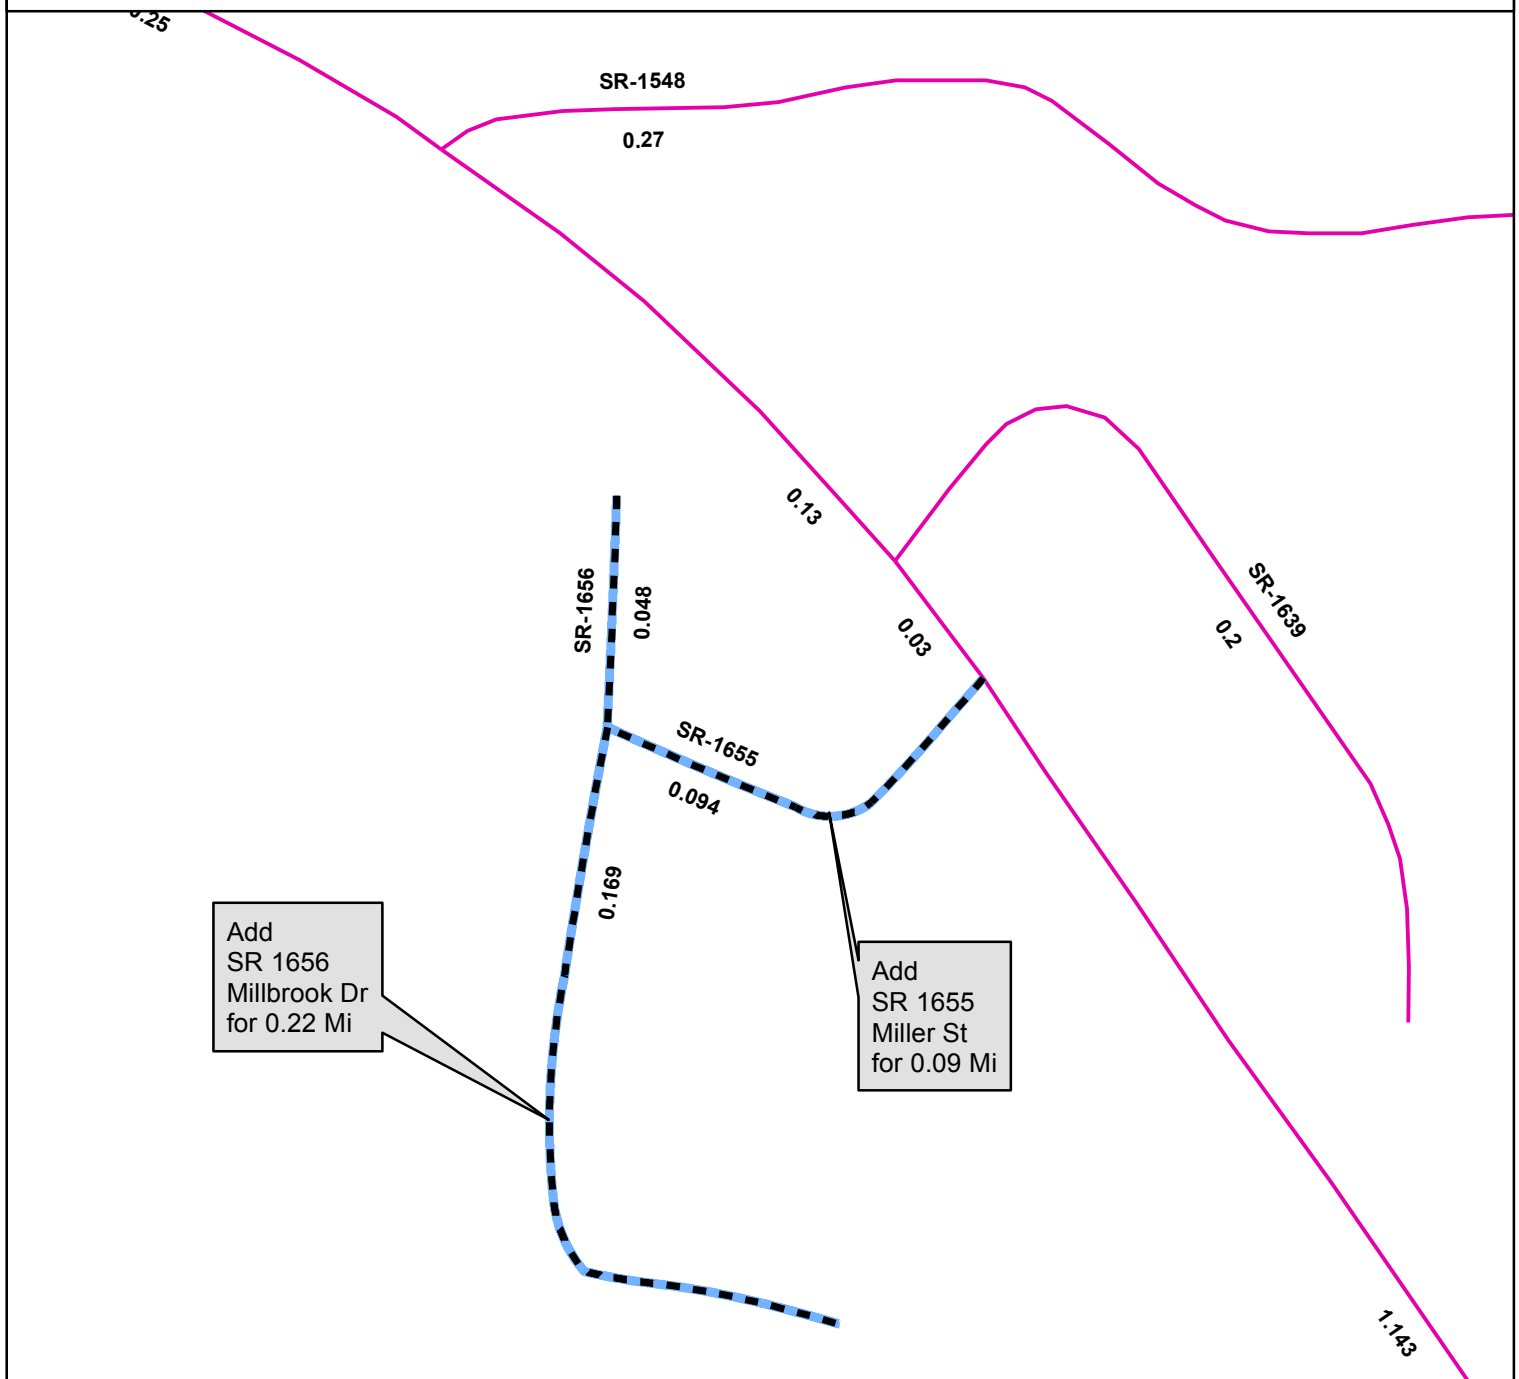 SR-1548
0.27
0.13
SR-1656
0.048
SR-1639
0.2
0.03
SR-1655
0.094
0.169
Add
SR 1656
Millbrook Dr
for 0.22 Mi
Add
SR 1655
Miller St
for 0.09 Mi
1.143